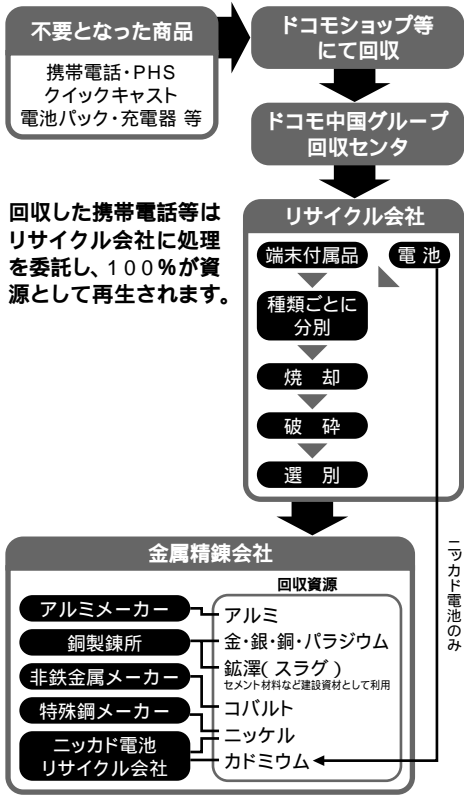 不要となった商品
携帯電話・PHS
クイックキャスト
電池パック・充電器 等
ドコモショップ等
にて回収
ドコモ中国グループ
回収センタ
回収した携帯電話等は
リサイクル会社に処理
を委託し、100%が資
源として再生されます。
リサイクル会社
端末付属品
電 池
種類ごとに
分別
焼 却
破 砕
選 別
ニッカド電池のみ
金属精錬会社
回収資源
アルミメーカー
銅製錬所
非鉄金属メーカー
特殊鋼メーカー
ニッカド電池
リサイクル会社
アルミ
金・銀・銅・パラジウム
鉱滓(スラグ)
セメント材料など建設資材として利用
コバルト
ニッケル
カドミウム